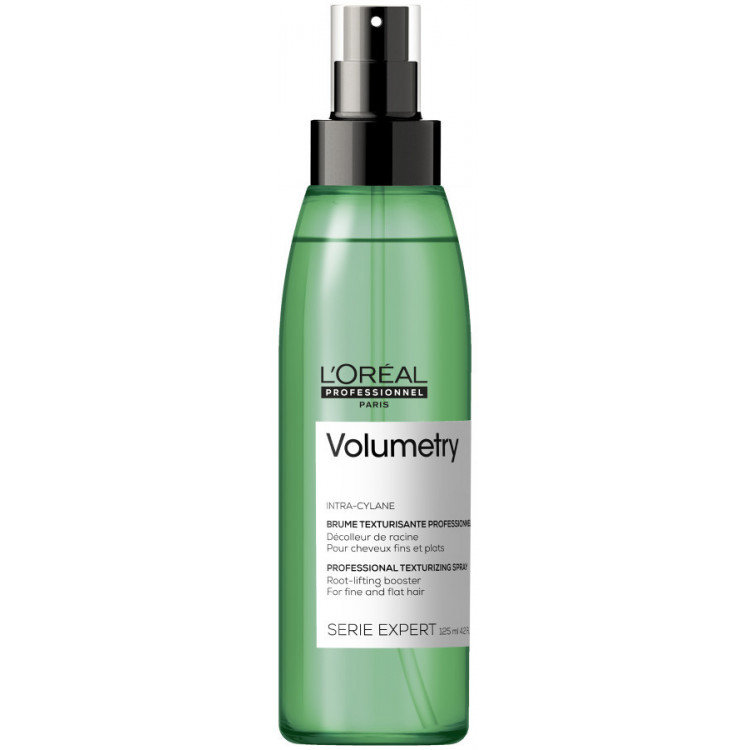 L'ORÉAL
PROFESSIONNEL
PARIS
Volumetry
INTRA-CYLANE
BRUME TEXTURISANTE PROFESSIONNE
Décolleur de racine
Pour cheveux fins et plats
PROFESSIONAL TEXTURIZING SPRAY
Root-lifting booster
For fine and flat hair
SERIE EXPERT 125 ml